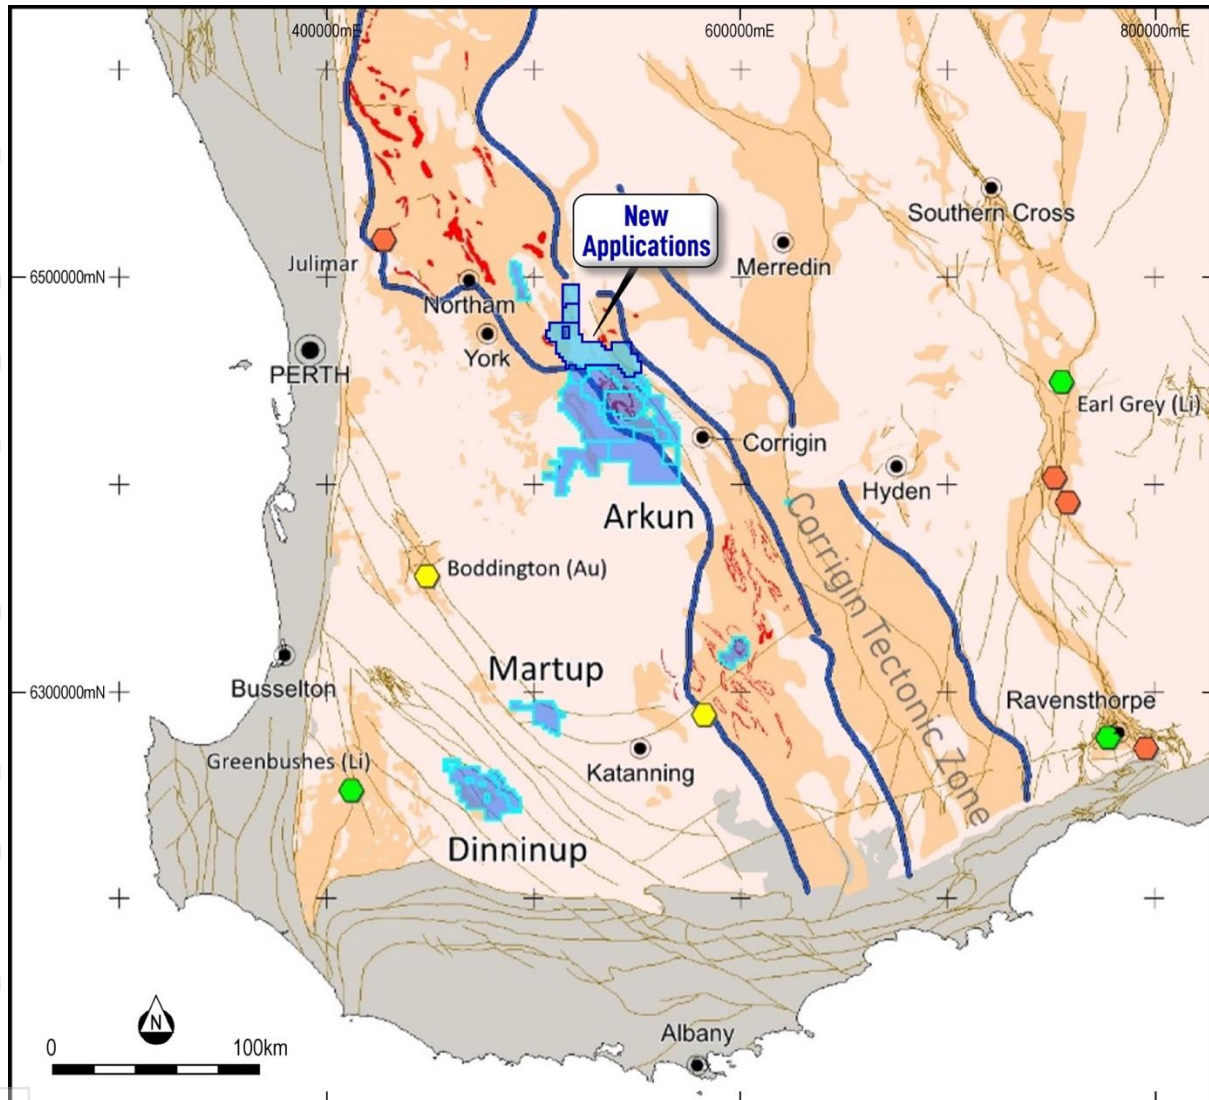 400000mE
600000mE
800000mE
New
Applications
Southern Cross
Merredin
Julimar
6500000mN
Northam
York
PERTH
Earl Grey (Li)
Corrigin
Hyden
Arkun
Corrigin Tectonic Zone
Boddington (Au)
Martup
Busselton
6300000mN
Ravensthorpe
Greenbushes (Li)
Katanning
Dinninup
N
Albany
0 100km